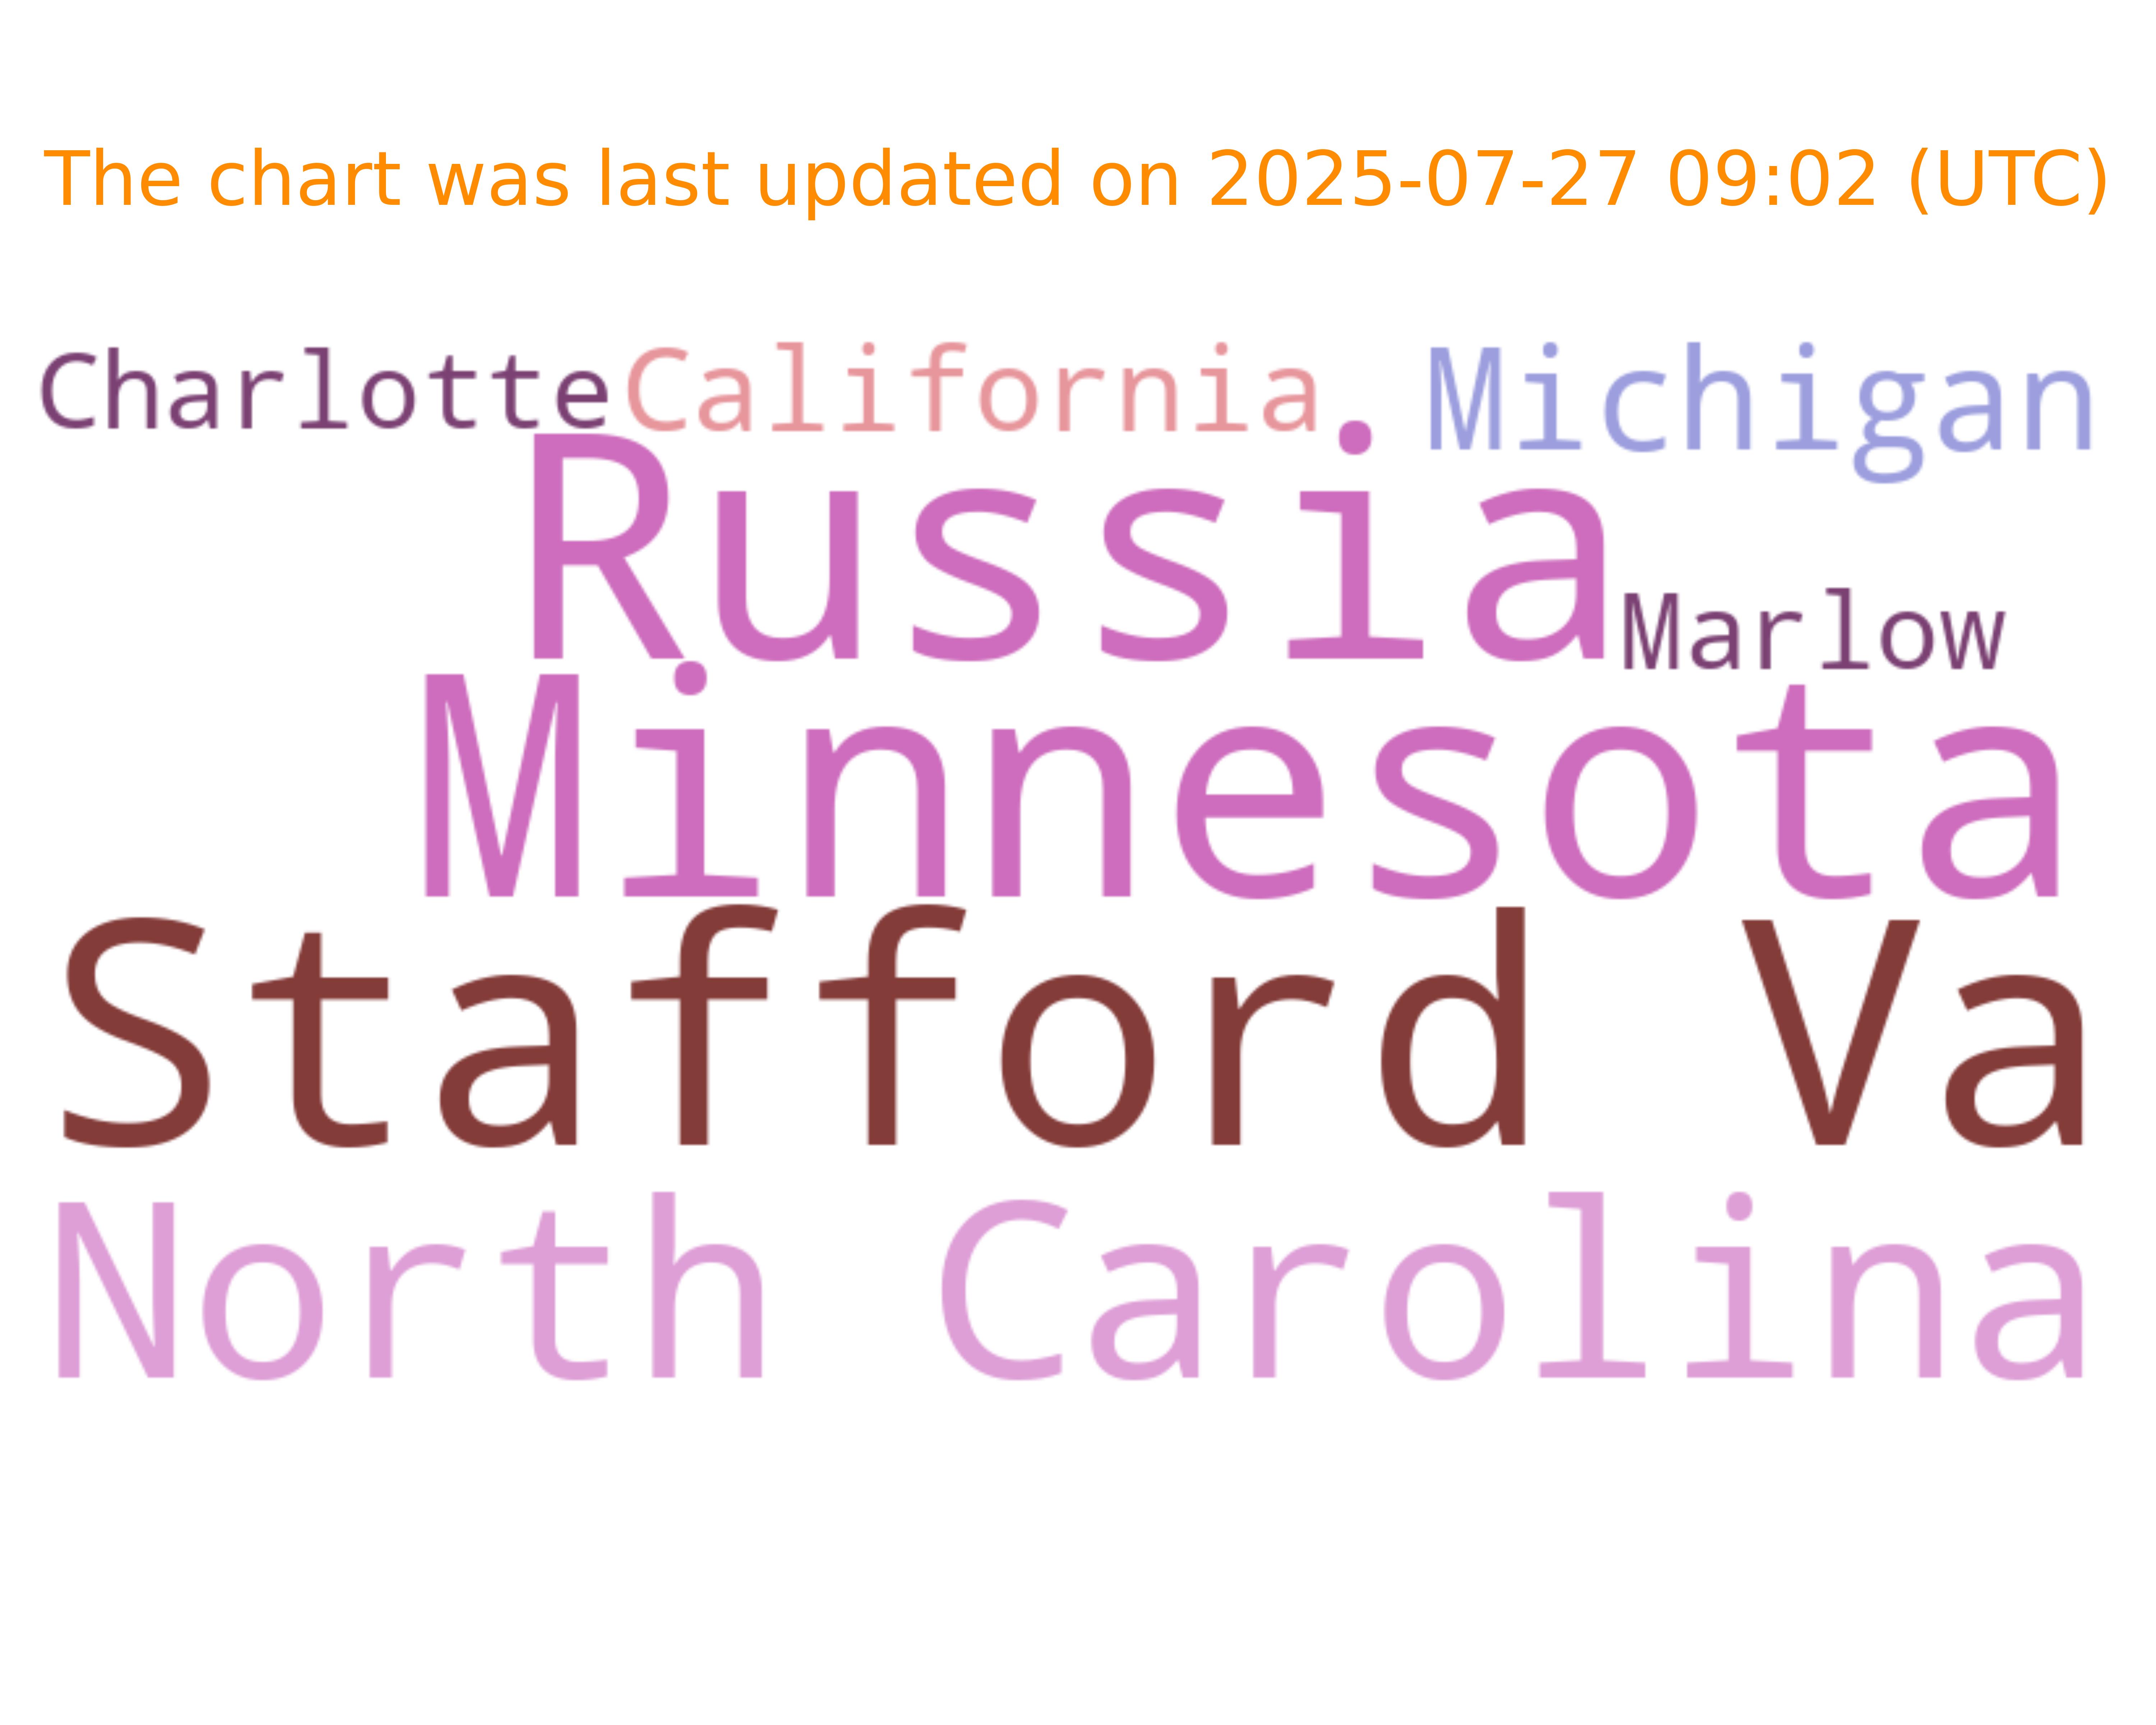 The chart was last updated on 2025-07-27 09:02 (UTC)
Charlotte California Michigan
Russia
Marlow
Minnesota
Stafford Va
North Carolina